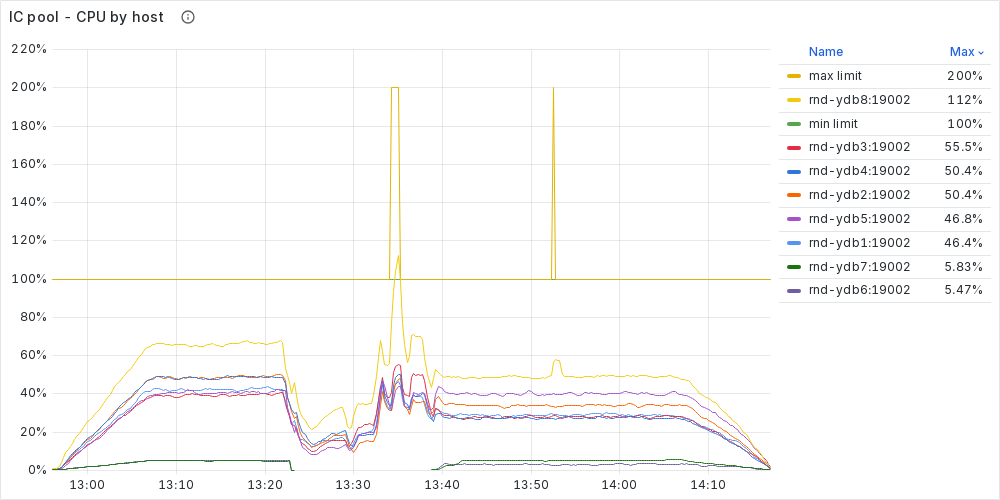 IC pool - CPU by host
220%
200%
180%
160%
140%
120%
100%
80%
60%
40%
20%
0%
13:00 13:10 13:20 13:30 13:40 13:50 14:00 14:10
Name Max
max limit 200%
rnd-ydb8:19002 112%
min limit 100%
rnd-ydb3:19002 55.5%
rnd-ydb4:19002 50.4%
rnd-ydb2:19002 50.4%
rnd-ydb5:19002 46.8%
rnd-ydb1:19002 46.4%
rnd-ydb7:19002 5.83%
rnd-ydb6:19002 5.47%